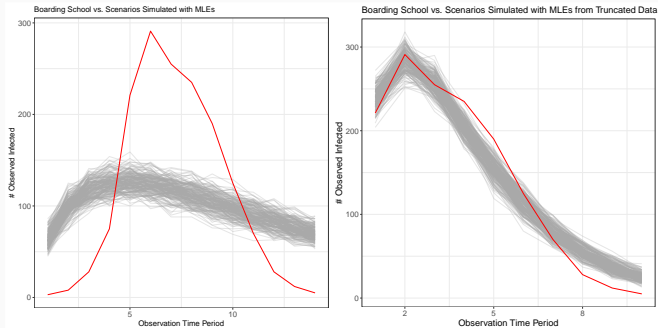 Boarding School vs. Scenarios Simulated with MLEs
300
200
100
0
# Observed Infected
5
10
Observation Time Period
Boarding School vs. Scenarios Simulated with MLEs from Truncated Data
300
200
100
0
# Observed Infected
2
5
8
Observation Time Period